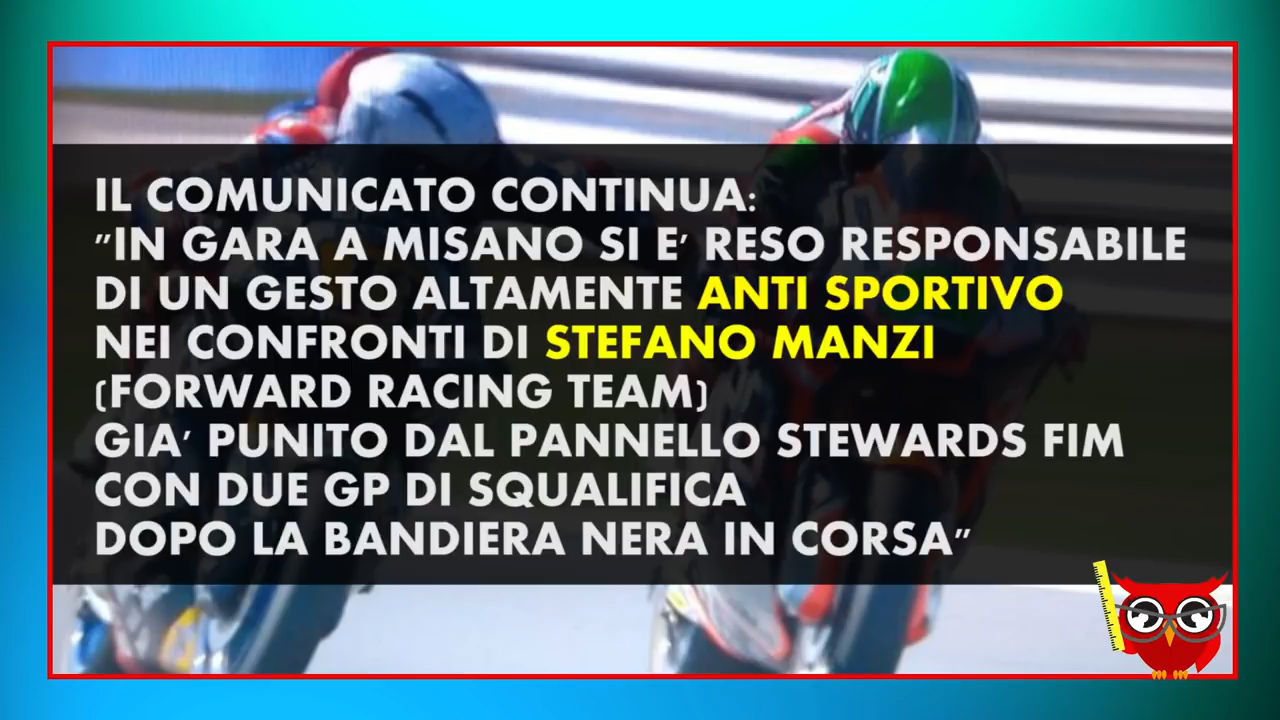 IL COMUNICATO CONTINUA:
"IN GARA A MISANO SI E' RESO RESPONSABILE
DI UN GESTO ALTAMENTE ANTI SPORTIVO
NEI CONFRONTI DI STEFANO MANZI
(FORWARD RACING TEAM)
GIA' PUNITO DAL PANNELLO STEWARDS FIM
CON DUE GP DI SQUALIFICA
DOPO LA BANDIERA NERA IN CORSA"